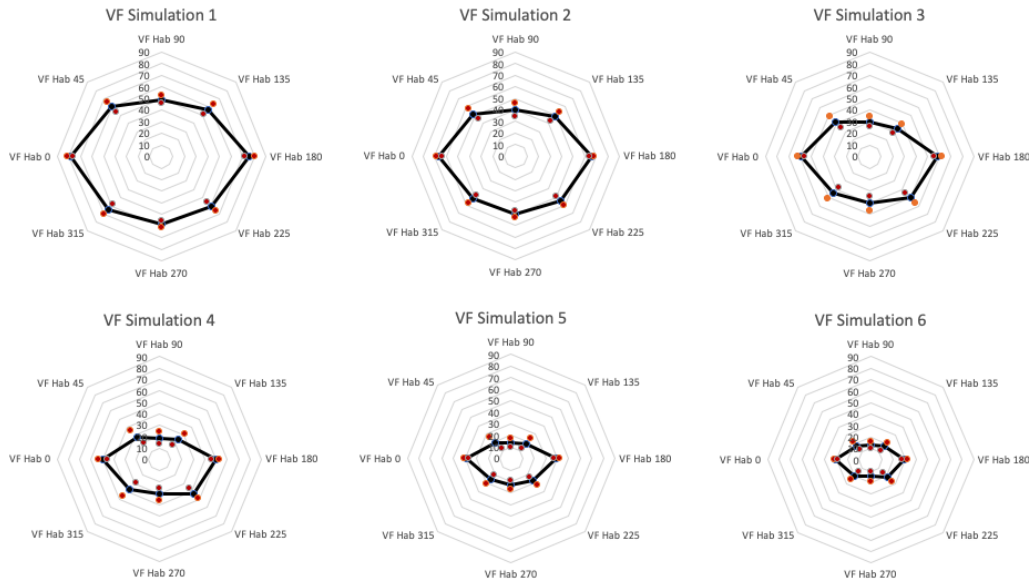 VF Simulation 1
VF Hab 90
90
80
70
60
50
40
30
20
10
0
VF Hab 45
VF Hab 135
VF Hab 0
VF Hab 180
VF Hab 315
VF Hab 225
VF Hab 270
VF Simulation 2
VF Hab 90
90
80
70
60
50
40
30
20
10
0
VF Hab 45
VF Hab 135
VF Hab 0
VF Hab 180
VF Hab 315
VF Hab 225
VF Hab 270
VF Simulation 3
VF Hab 90
90
80
70
60
50
40
30
20
10
0
VF Hab 45
VF Hab 135
VF Hab 0
VF Hab 180
VF Hab 315
VF Hab 225
VF Hab 270
VF Simulation 4
VF Hab 90
90
80
70
60
50
40
30
20
10
0
VF Hab 45
VF Hab 135
VF Hab 0
VF Hab 180
VF Hab 315
VF Hab 225
VF Hab 270
VF Simulation 5
VF Hab 90
90
80
70
60
50
40
30
20
10
0
VF Hab 45
VF Hab 135
VF Hab 0
VF Hab 180
VF Hab 315
VF Hab 225
VF Hab 270
VF Simulation 6
VF Hab 90
90
80
70
60
50
40
30
20
10
0
VF Hab 45
VF Hab 135
VF Hab 0
VF Hab 180
VF Hab 315
VF Hab 225
VF Hab 270